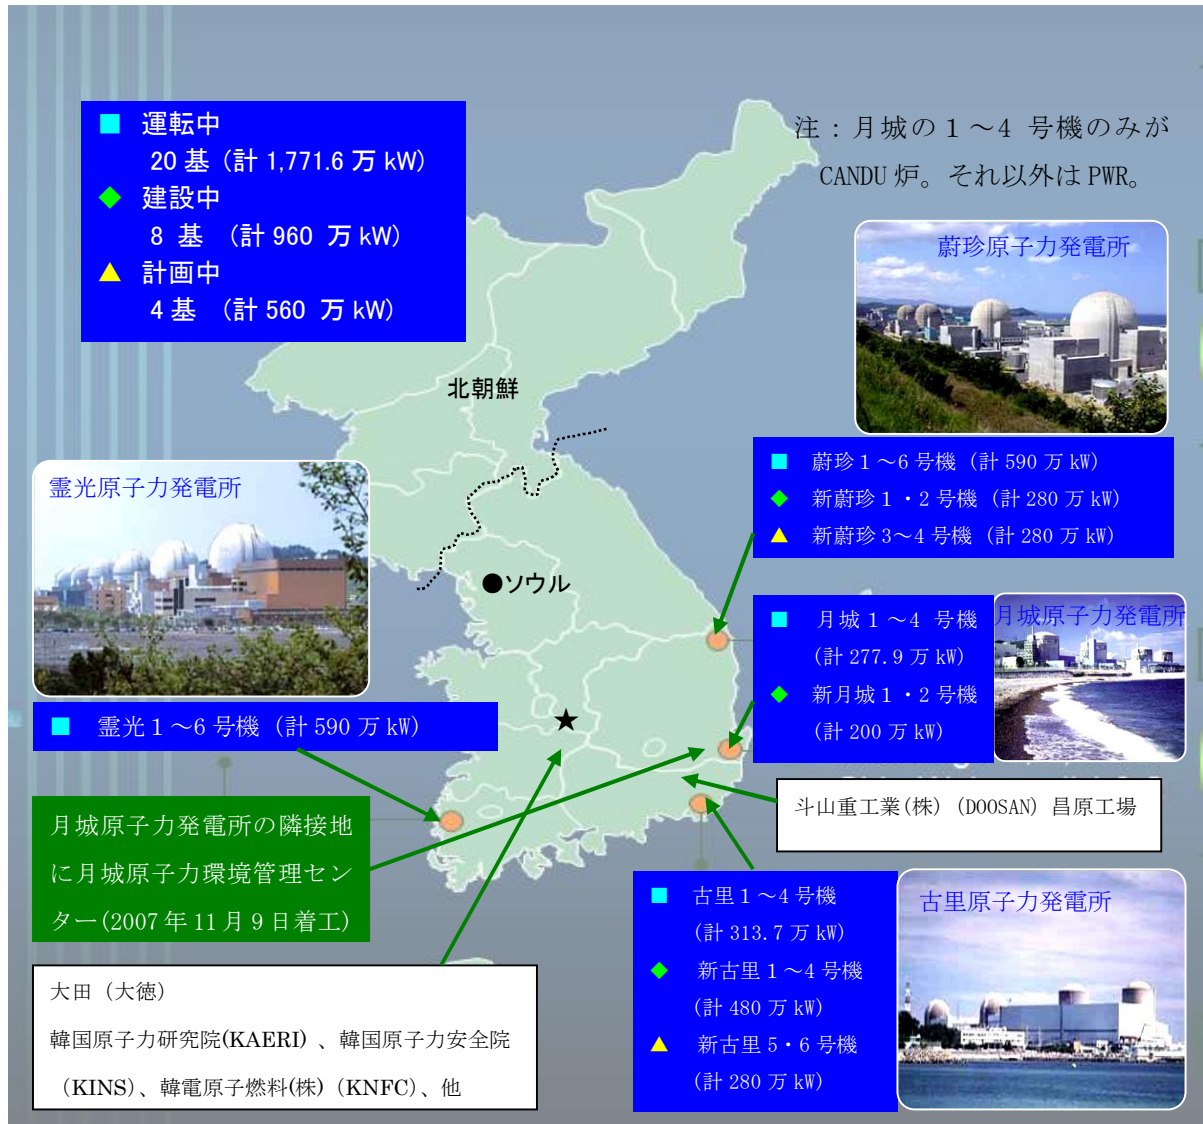 ■ 運転中
20 基 (計 1,771.6 万 kW)
◆ 建設中
8 基 (計 960 万 kW)
▲ 計画中
4 基 (計 560 万 kW)
注：月城の１～4 号機のみが
CANDU 炉。それ以外は PWR。
蔚珍原子力発電所
■ 蔚珍１～6 号機 (計 590 万 kW)
◆ 新蔚珍１・２号機 (計 280 万 kW)
▲ 新蔚珍 3～4 号機 (計 280 万 kW)
北朝鮮
●ソウル
★
霊光原子力発電所
■ 霊光１～6 号機 (計 590 万 kW)
■ 月城１～4 号機
(計 277.9 万 kW)
◆ 新月城１・２号機
(計 200 万 kW)
月城原子力発電所
斗山重工業(株) (DOOSAN) 昌原工場
月城原子力発電所の隣接地
に月城原子力環境管理セン
ター(2007 年 11 月 9 日着工)
■ 古里１～4 号機
(計 313.7 万 kW)
◆ 新古里１～4 号機
(計 480 万 kW)
▲ 新古里 5・6 号機
(計 280 万 kW)
古里原子力発電所
大田（大徳）
韓国原子力研究院(KAERI) 、韓国原子力安全院
（KINS）、韓電原子燃料(株)（KNFC）、他